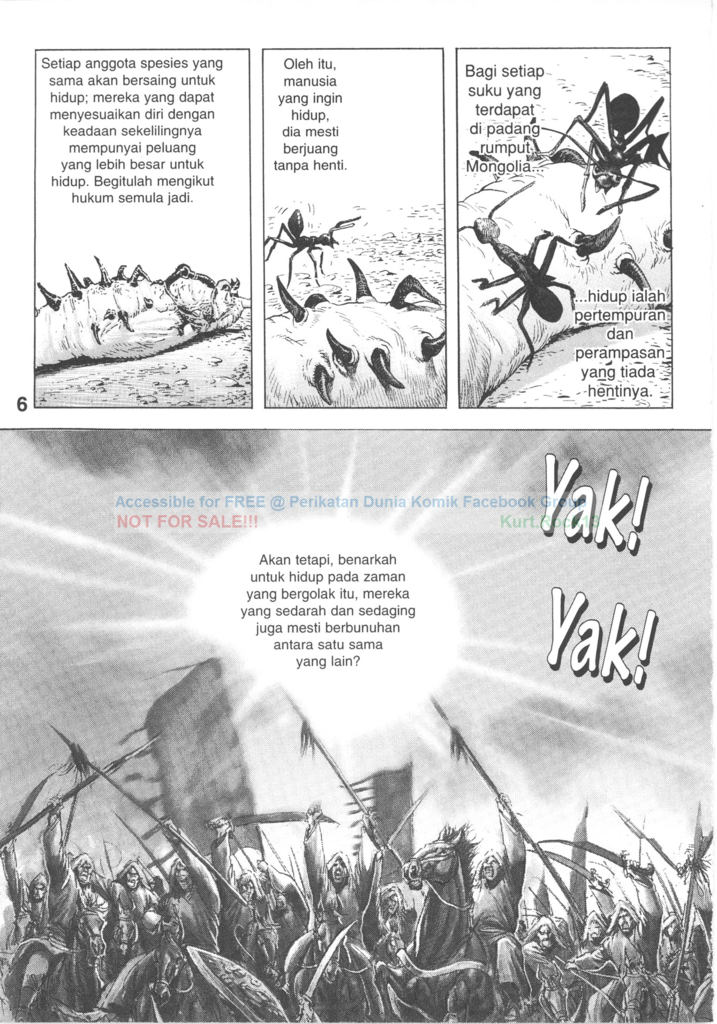 Setiap anggota spesies yang
sama akan bersaing untuk
hidup; mereka yang dapat
menyesuaikan diri dengan
keadaan sekelilingnya
mempunyai peluang
yang lebih besar untuk
hidup. Begitulah mengikut
hukum semula jadi.
Oleh itu,
manusia
yang ingin
hidup,
dia mesti
berjuang
tanpa henti.
Bagi setiap
suku yang
terdapat
di padang
rumput
Mongolia...
...hidup ialah
pertempuran
dan
perampasan
yang tiada
hentinya.
6
Yak!
Accessible for FREE @ Perikatan Dunia Komik Facebook Group
NOT FOR SALE!!!
Akan tetapi, benarkah
untuk hidup pada zaman
yang bergolak itu, mereka
yang sedarah dan sedaging
juga mesti berbunuhan
antara satu sama
yang lain?
Yak!